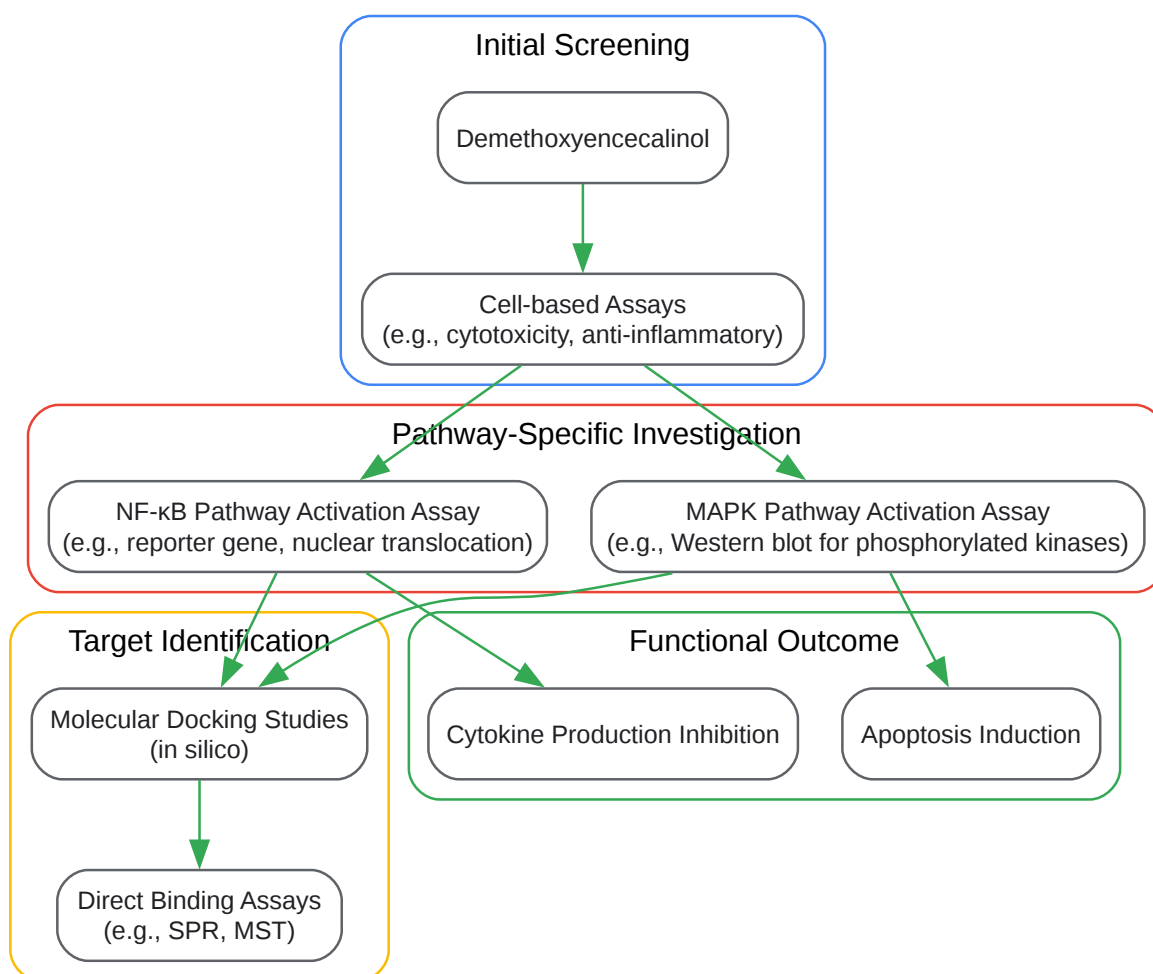 Initial Screening
Demethoxyencecalinol
Cell-based Assays
(e.g., cytotoxicity, anti-inflammatory)
Pathway-Specific Investigation
NF-κB Pathway Activation Assay
(e.g., reporter gene, nuclear translocation)
MAPK Pathway Activation Assay
(e.g., Western blot for phosphorylated kinases)
Target Identification
Molecular Docking Studies
(in silico)
Direct Binding Assays
(e.g., SPR, MST)
Functional Outcome
Cytokine Production Inhibition
Apoptosis Induction